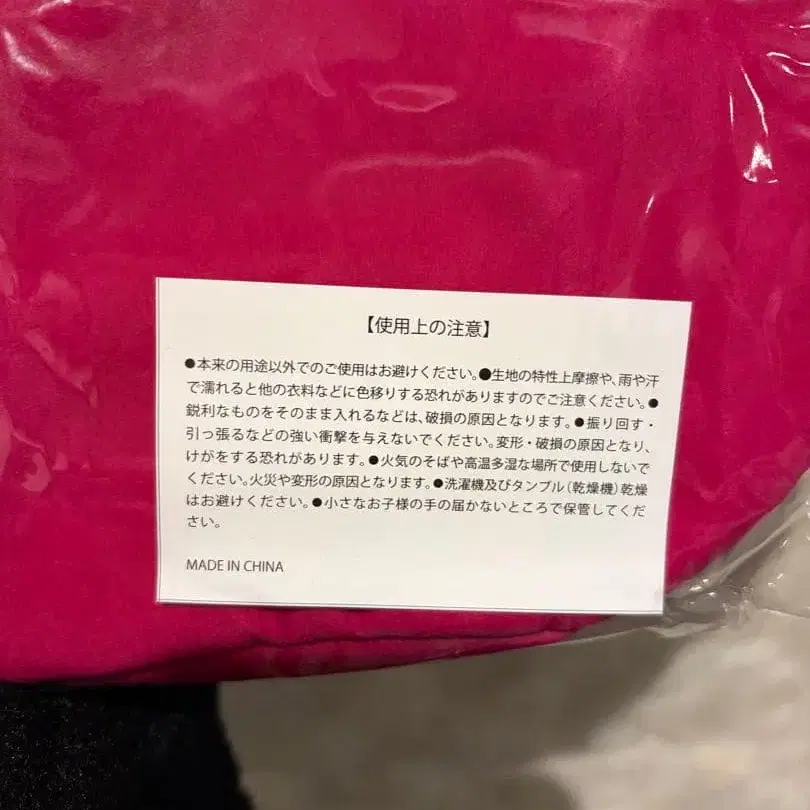 【使用上の注意】
●本来の用途以外でのご使用はお避けください。●生地の特性上摩擦や、雨や汗
で濡れると他の衣料などに色移りする恐れがありますのでご注意ください。●
鋭利なものをそのまま入れるなどは、破損の原因となります。●振り回す・
引っ張るなどの強い衝撃を与えないでください。変形・破損の原因となり、
けがをする恐れがあります。●火気のそばや高温多湿な場所で使用しないで
ください。火災や変形の原因となります。●洗濯機及びタンブル（乾燥機）乾燥
はお避けください。●小さなお子様の手の届かないところで保管してくだ
さい。
MADE IN CHINA